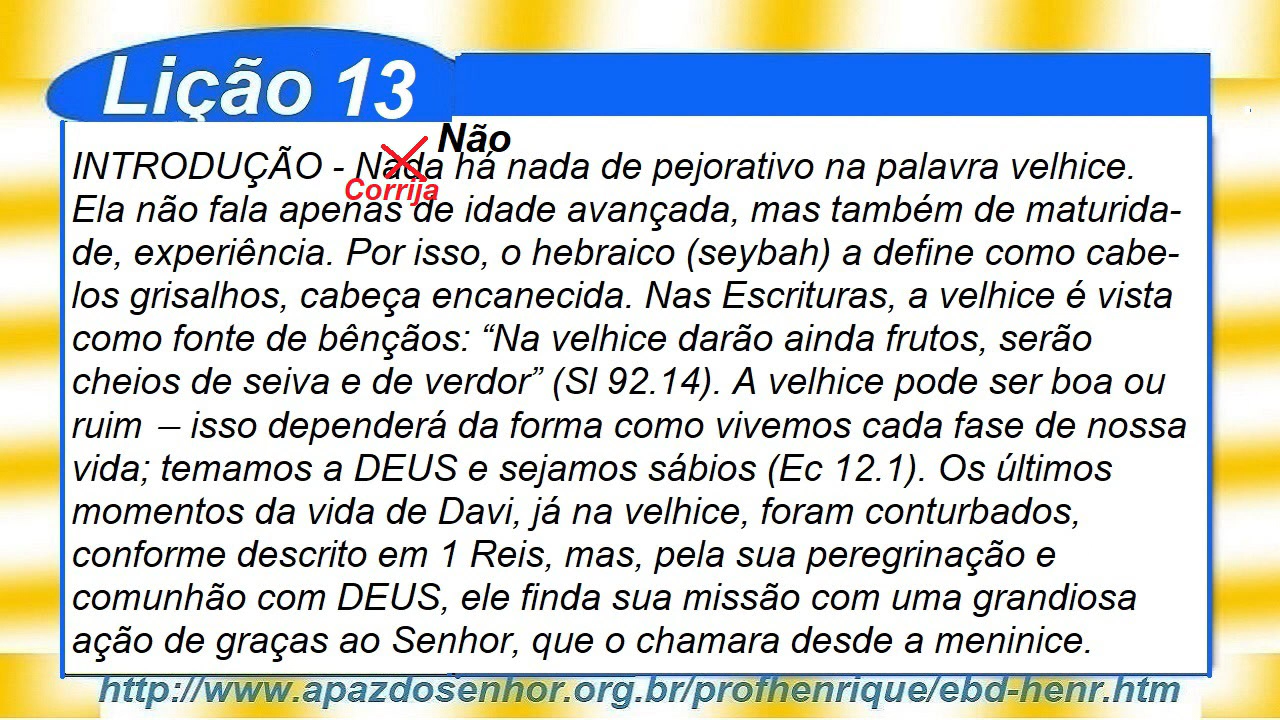 Lição 13
Não
INTRODUÇÃO - Nada há nada de pejorativo na palavra velhice.
Corrija
Ela não fala apenas de idade avançada, mas também de maturida-
de, experiência. Por isso, o hebraico (seybah) a define como cabe-
los grisalhos, cabeça encanecida. Nas Escrituras, a velhice é vista
como fonte de bênçãos: “Na velhice darão ainda frutos, serão
cheios de seiva e de verdor” (Sl 92.14). A velhice pode ser boa ou
ruim – isso dependerá da forma como vivemos cada fase de nossa
vida; temamos a DEUS e sejamos sábios (Ec 12.1). Os últimos
momentos da vida de Davi, já na velhice, foram conturbados,
conforme descrito em 1 Reis, mas, pela sua peregrinação e
comunhão com DEUS, ele finda sua missão com uma grandiosa
ação de graças ao Senhor, que o chamara desde a meninice.
http://www.apazdosenhor.org.br/profhenrique/ebd-henr.htm